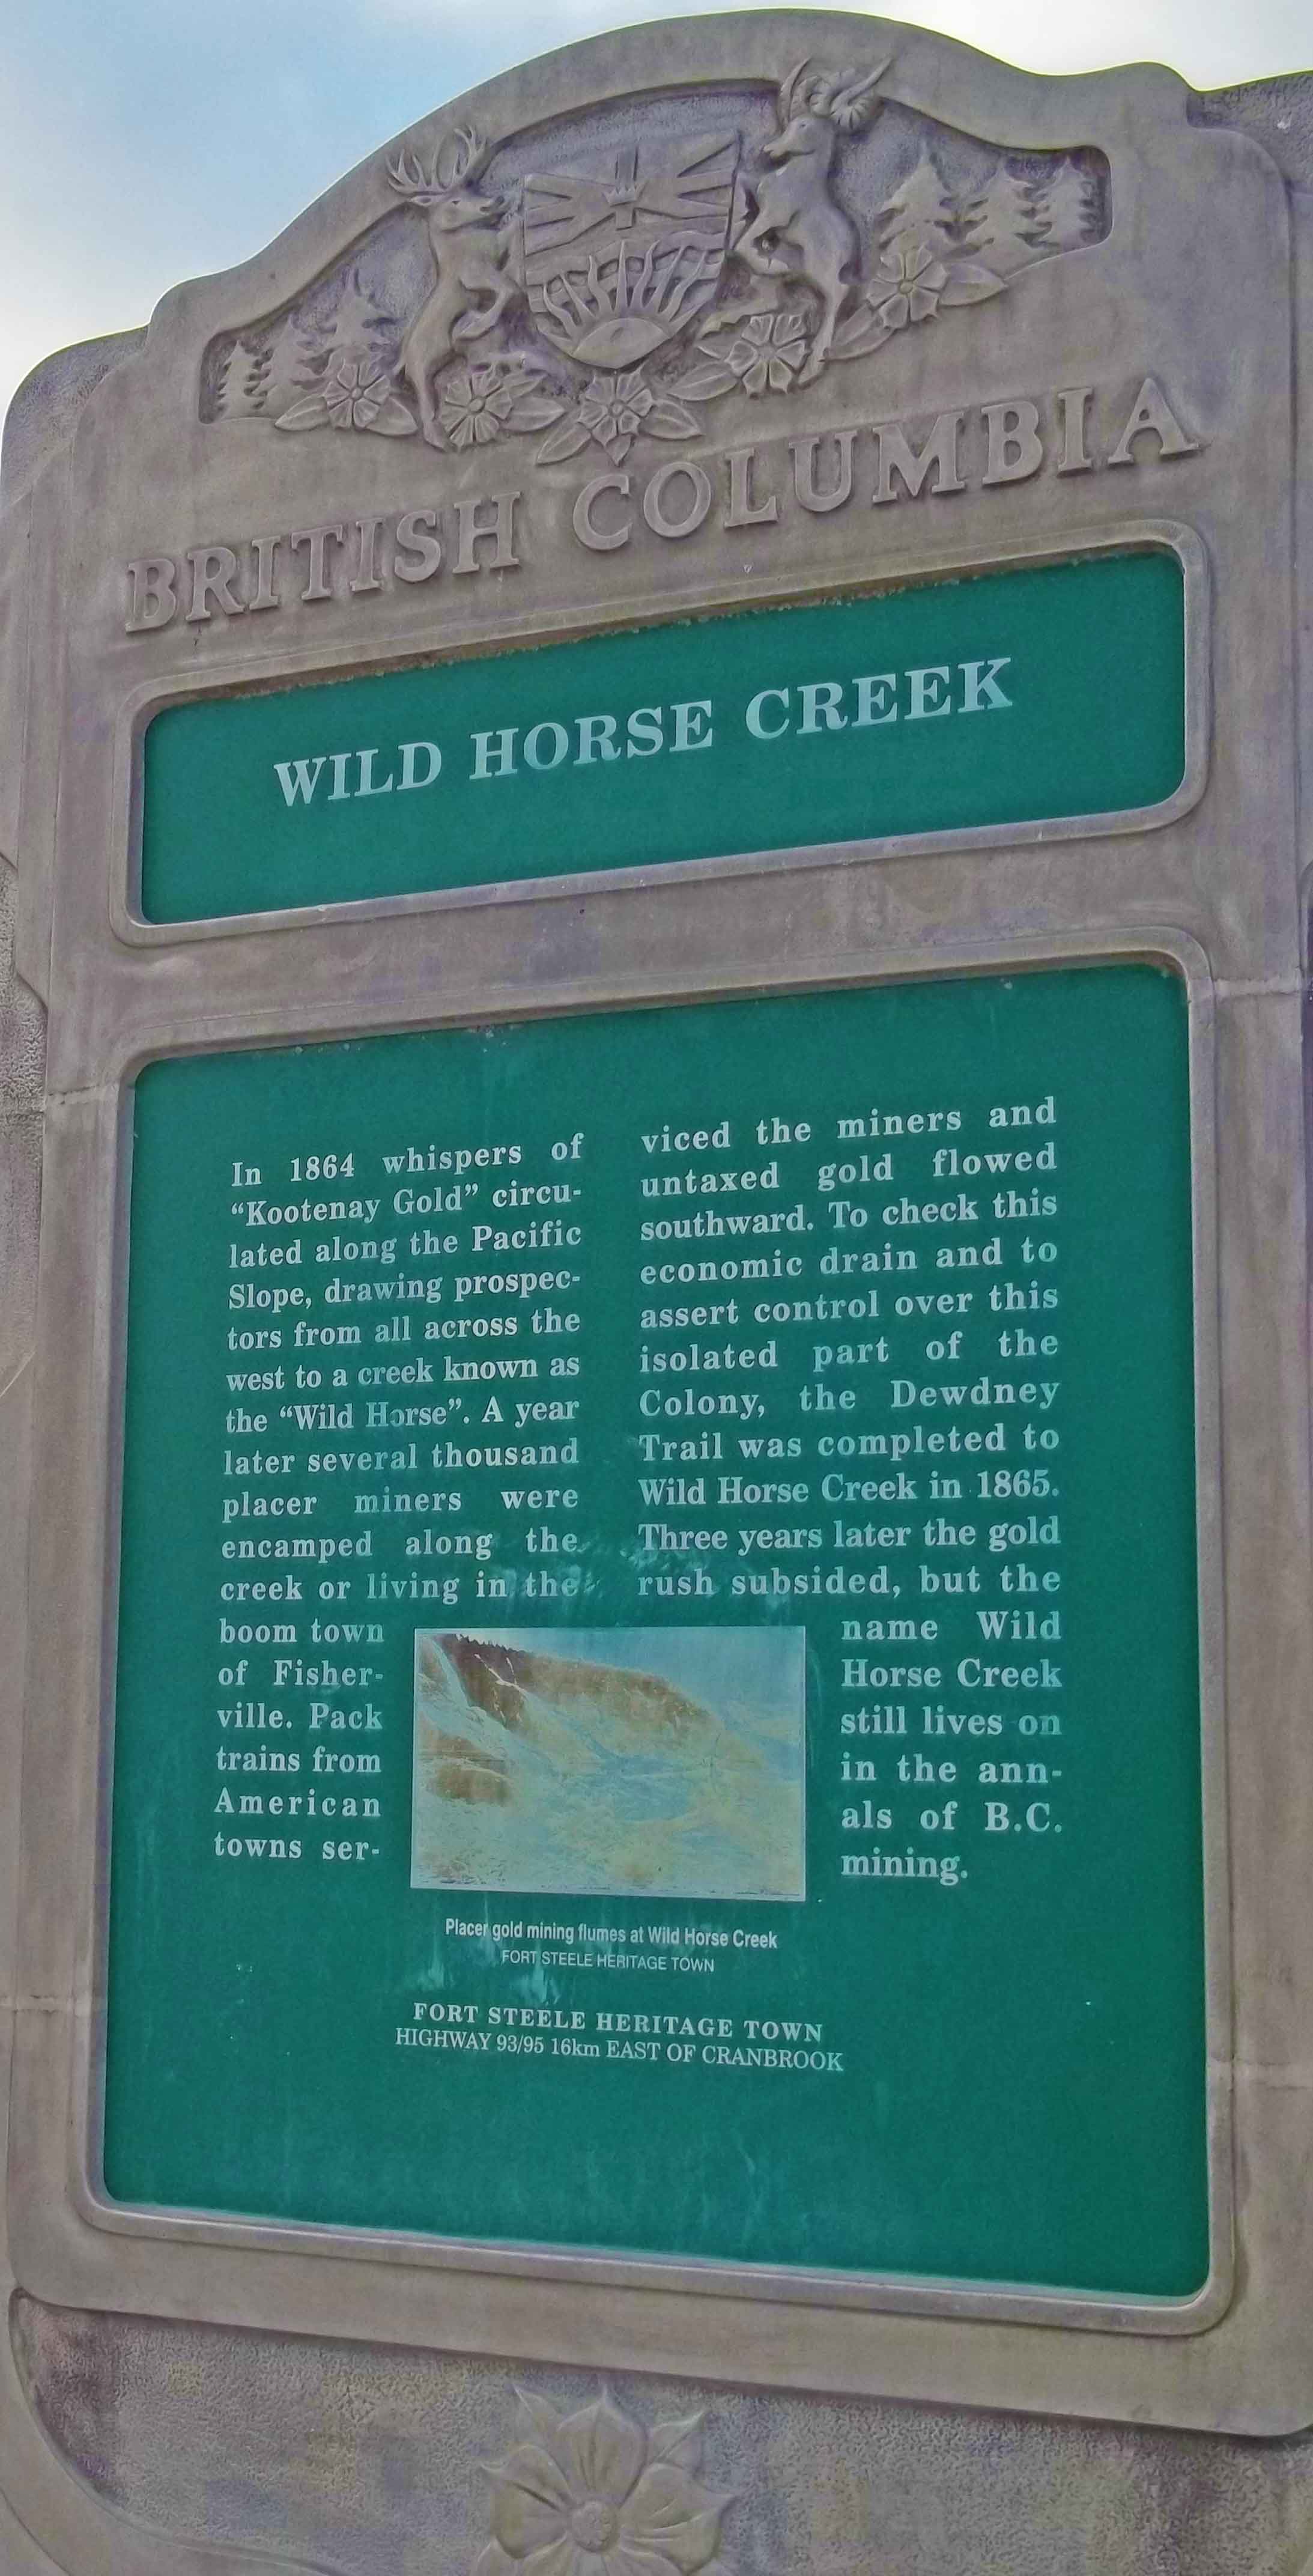 BRITISH COLUMBIA
WILD HORSE CREEK
In 1864 whispers of
“Kootenay Gold” circu-
lated along the Pacific
Slope, drawing prospec-
tors from all across the
west to a creek known as
the “Wild Horse”. A year
later several thousand
placer miners were
encamped along the
creek or living in the
boom town
of Fisher-
ville. Pack
trains from
American
towns ser-
viced the miners and
untaxed gold flowed
southward. To check this
economic drain and to
assert control over this
isolated part of the
Colony, the Dewdney
Trail was completed to
Wild Horse Creek in 1865.
Three years later the gold
rush subsided, but the
name Wild
Horse Creek
still lives on
in the ann-
als of B.C.
mining.
Placer gold mining flumes at Wild Horse Creek
FORT STEELE HERITAGE TOWN
FORT STEELE HERITAGE TOWN
HIGHWAY 93/95 16km EAST OF CRANBROOK